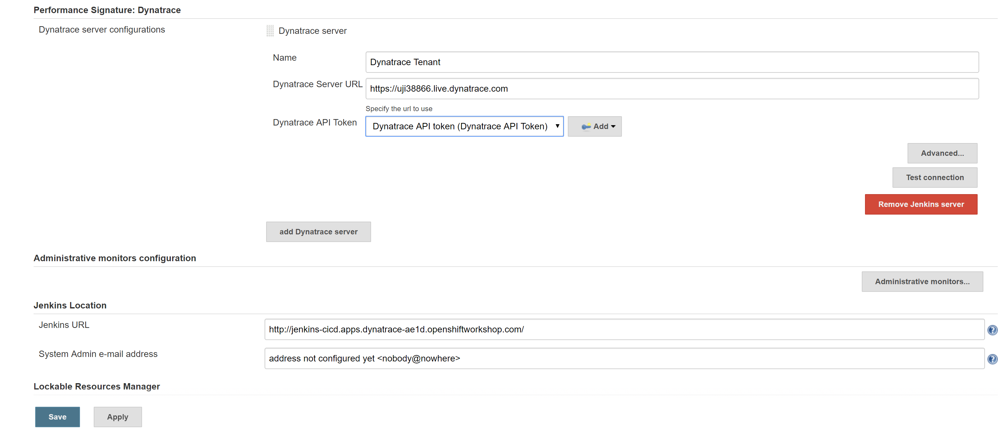 Performance Signature: Dynatrace
Dynatrace server configurations
Dynatrace server
Name
Dynatrace Tenant
Dynatrace Server URL
https://uji38866.live.dynatrace.com
Specify the url to use
Dynatrace API Token
Dynatrace API token (Dynatrace API Token)
Add
Advanced...
Test connection
Remove Jenkins server
add Dynatrace server
Administrative monitors configuration
Administrative monitors...
Jenkins Location
Jenkins URL
http://jenkins-cicd.apps.dynatrace-ae1d.openshiftworkshop.com/
?
System Admin e-mail address
address not configured yet <nobody@nowhere>
?
Lockable Resources Manager
Save
Apply